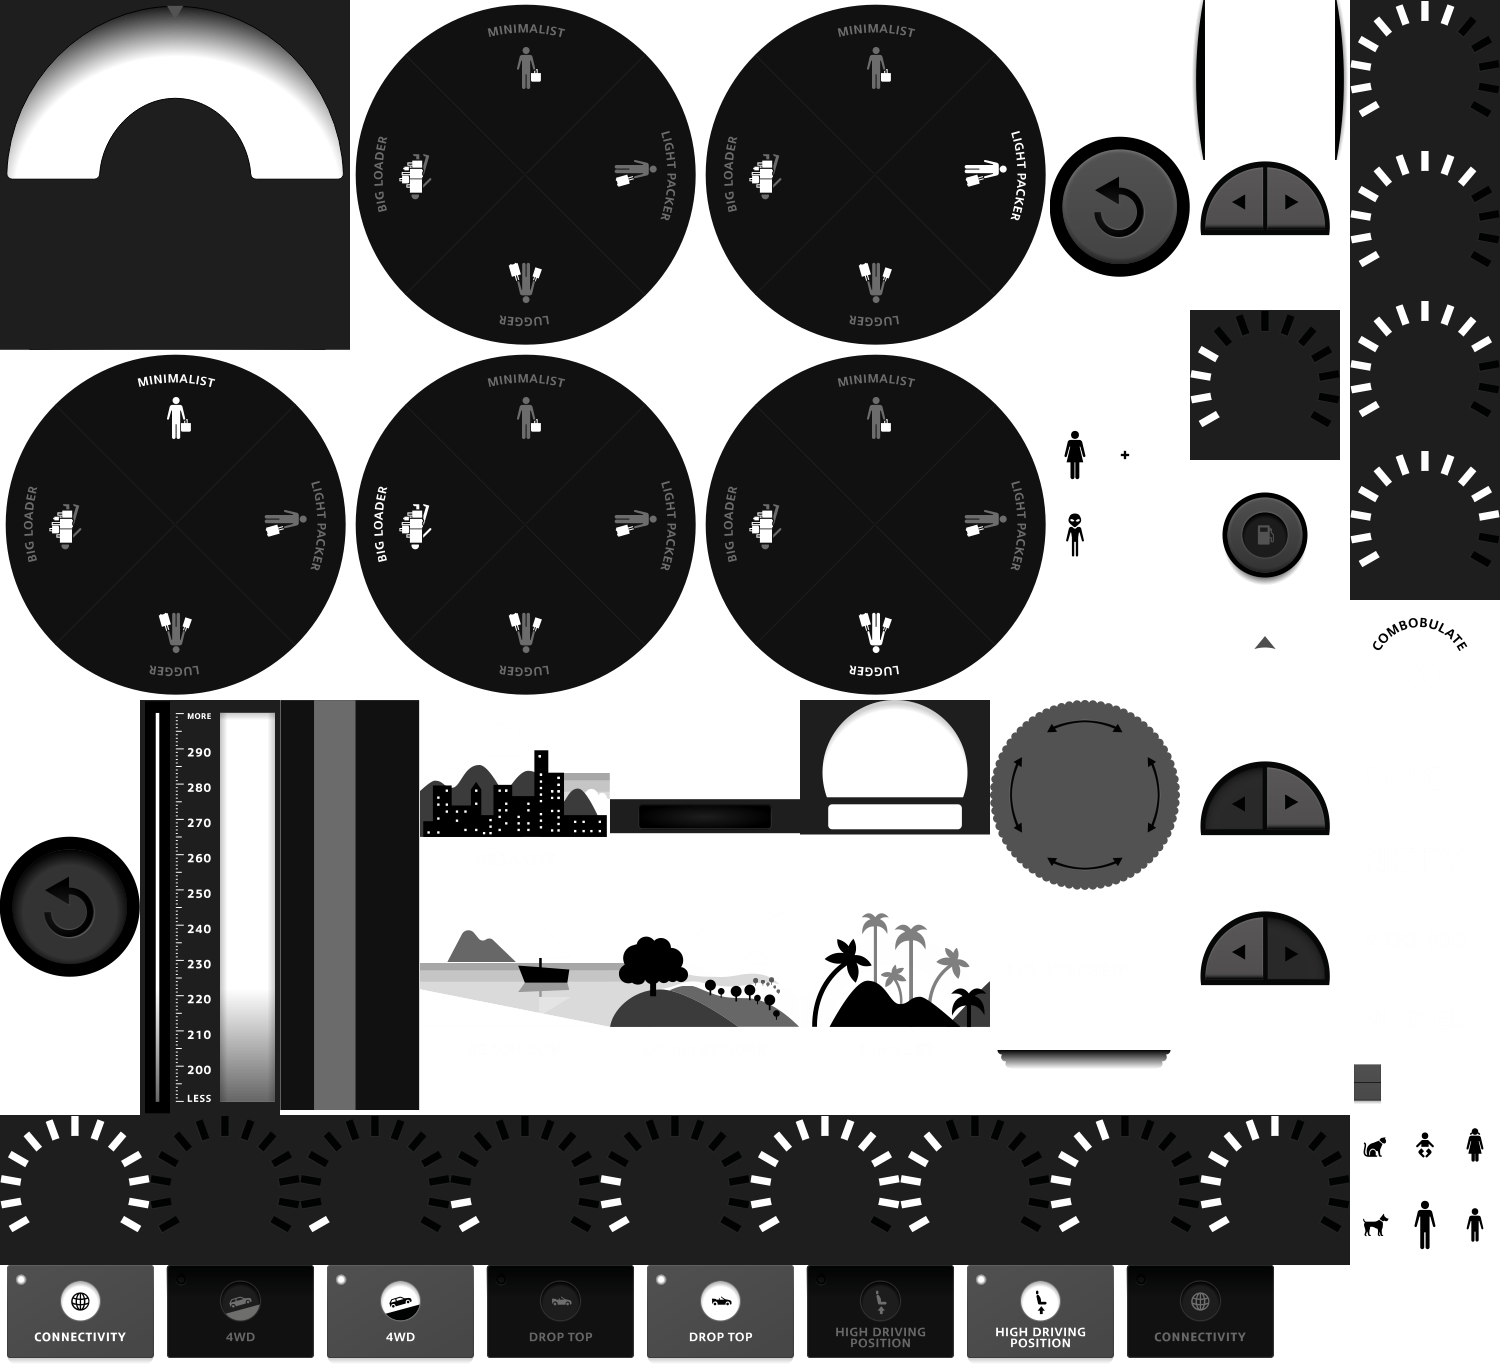 MINIMALIST
BIG LOADER
LIGHT PACKER
LUGGER
MINIMALIST
BIG LOADER
LIGHT PACKER
LUGGER
MINIMALIST
BIG LOADER
LIGHT PACKER
LUGGER
MINIMALIST
BIG LOADER
LIGHT PACKER
LUGGER
MINIMALIST
BIG LOADER
LIGHT PACKER
LUGGER
+
COMBOBULATE
MORE
290
280
270
260
250
240
230
220
210
200
LESS
CONNECTIVITY
4WD
4WD
DROP TOP
DROP TOP
HIGH DRIVING
POSITION
HIGH DRIVING
POSITION
CONNECTIVITY